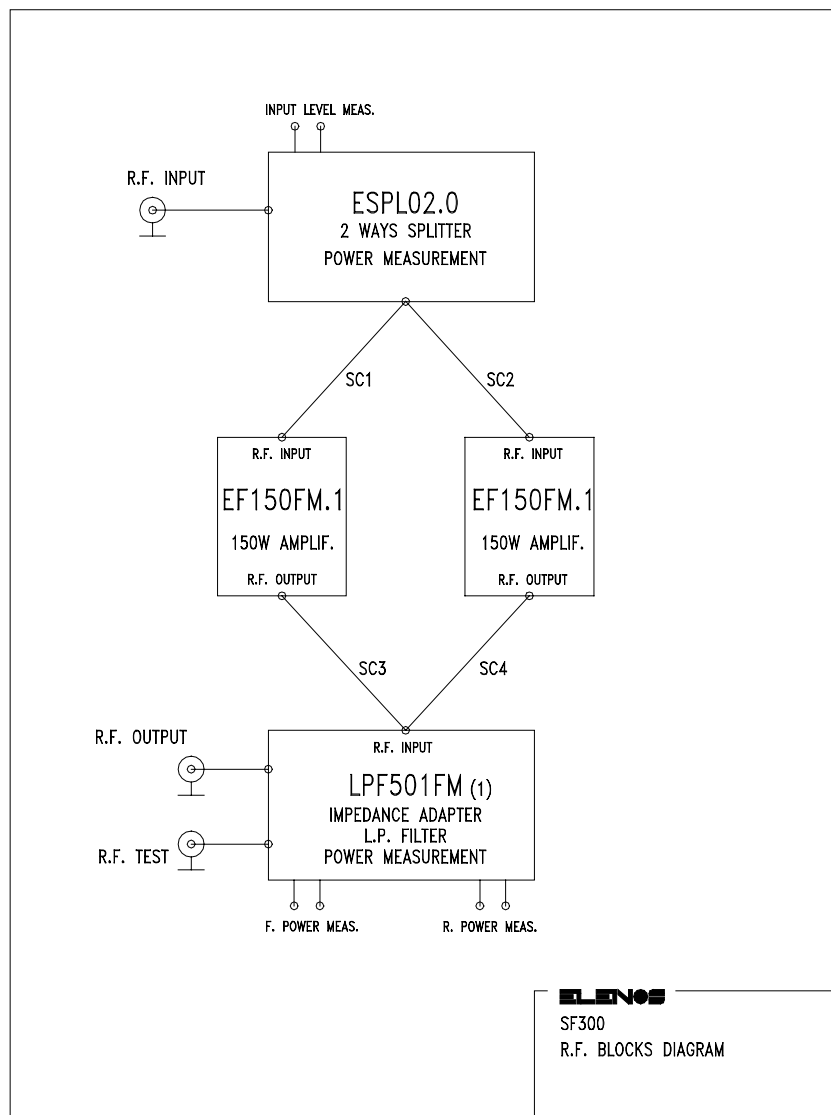 INPUT LEVEL MEAS.
R.F. INPUT
ESPL02.0
2 WAYS SPLITTER
POWER MEASUREMENT
SC1
SC2
R.F. INPUT
EF150FM.1
150W AMPLIF.
R.F. OUTPUT
R.F. INPUT
EF150FM.1
150W AMPLIF.
R.F. OUTPUT
SC3
SC4
R.F. OUTPUT
R.F. TEST
R.F. INPUT
LPF501FM (1)
IMPEDANCE ADAPTER
L.P. FILTER
POWER MEASUREMENT
F. POWER MEAS.
R. POWER MEAS.
ELENOS
SF300
R.F. BLOCKS DIAGRAM